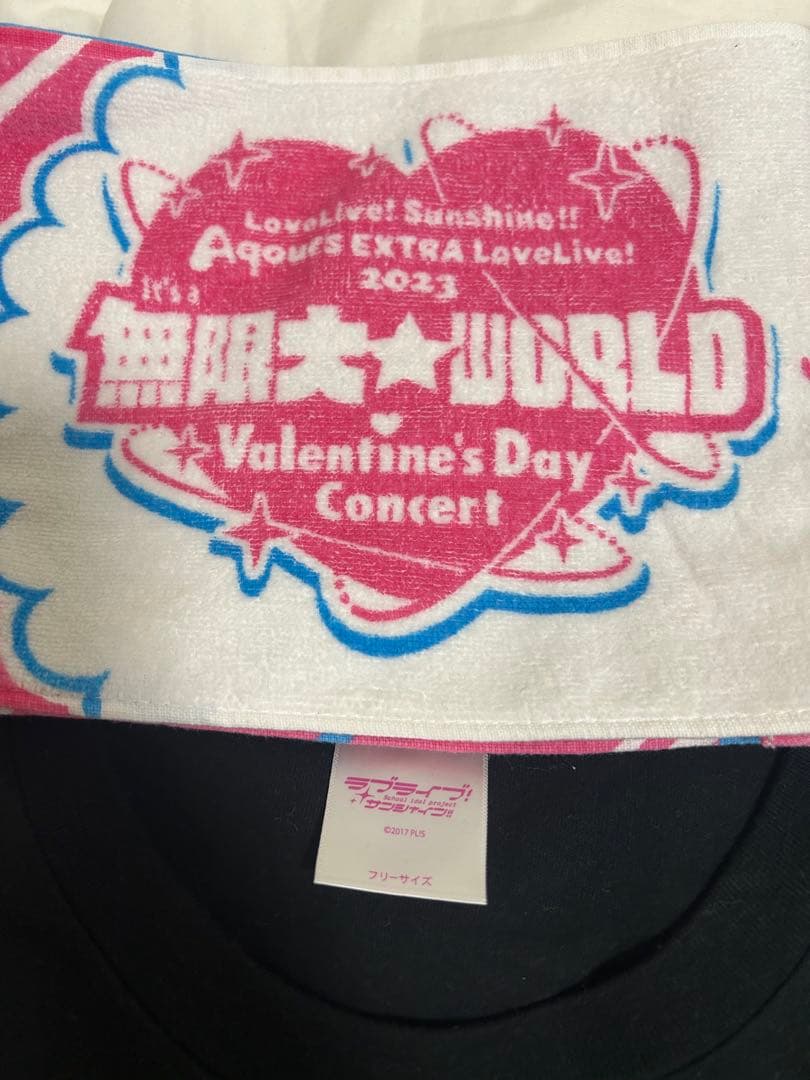 LoveLive! Sunshine!!
Aqours EXTRA LoveLive!
2023
It's a
無限大★WORLD
Valentine's Day
Concert
ラブライブ!
School idol project
サンシャイン!!
©2017 PL!S
フリーサイズ